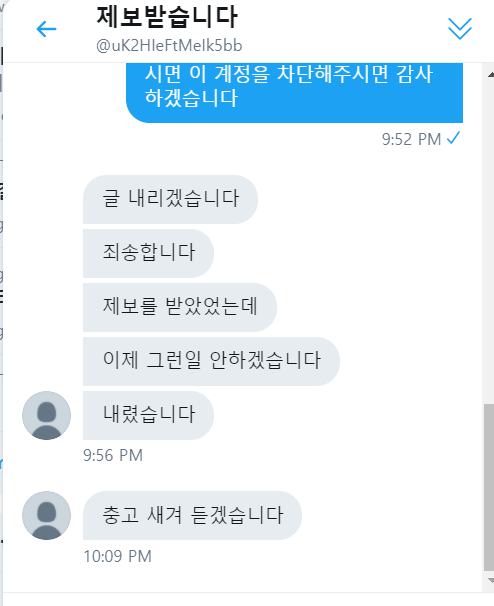 제보받습니다
@uK2HIeFtMeIk5bb
시면 이 계정을 차단해주시면 감사
하겠습니다
9:52 PM
글 내리겠습니다
죄송합니다
제보를 받았었는데
이제 그런일 안하겠습니다
내렸습니다
9:56 PM
충고 새겨 듣겠습니다
10:09 PM